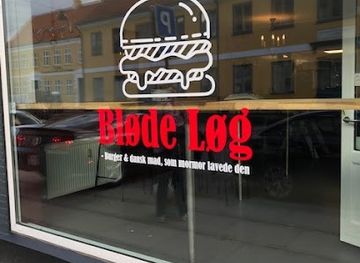 Bløde Løg
- Burger & dansk mad, som mormor lavede den